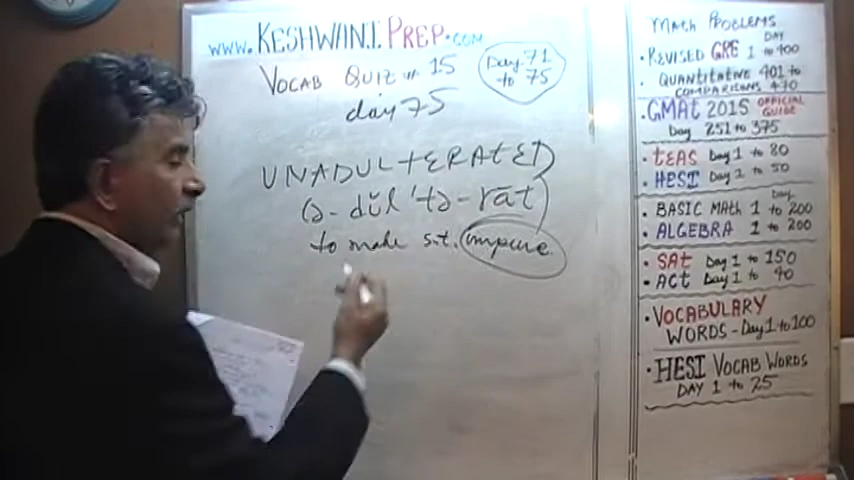 www.KESHWANI PREP.COM
VOCAB QUIZ # 15
Day 71
to 75
day 75
UNADULTERATED
(ə-dŭl'tə-rāt)
to make s.t. impure.
MATH PROBLEMS
DAY
• REVISED GRE 1 to 400
• QUANTITATIVE 401 to
COMPARISONS 470
• GMAT 2015 OFFICIAL
GUIDE
Day 251 to 375
• TEAS Day 1 to 80
• HESI Day 1 to 50
Day
• BASIC MATH 1 to 200
• ALGEBRA 1 to 200
• SAT Day 1 to 150
• ACT Day 1 to 40
• VOCABULARY
WORDS - Day 1 to 100
• HESI VOCAB WORDS
DAY 1 to 25